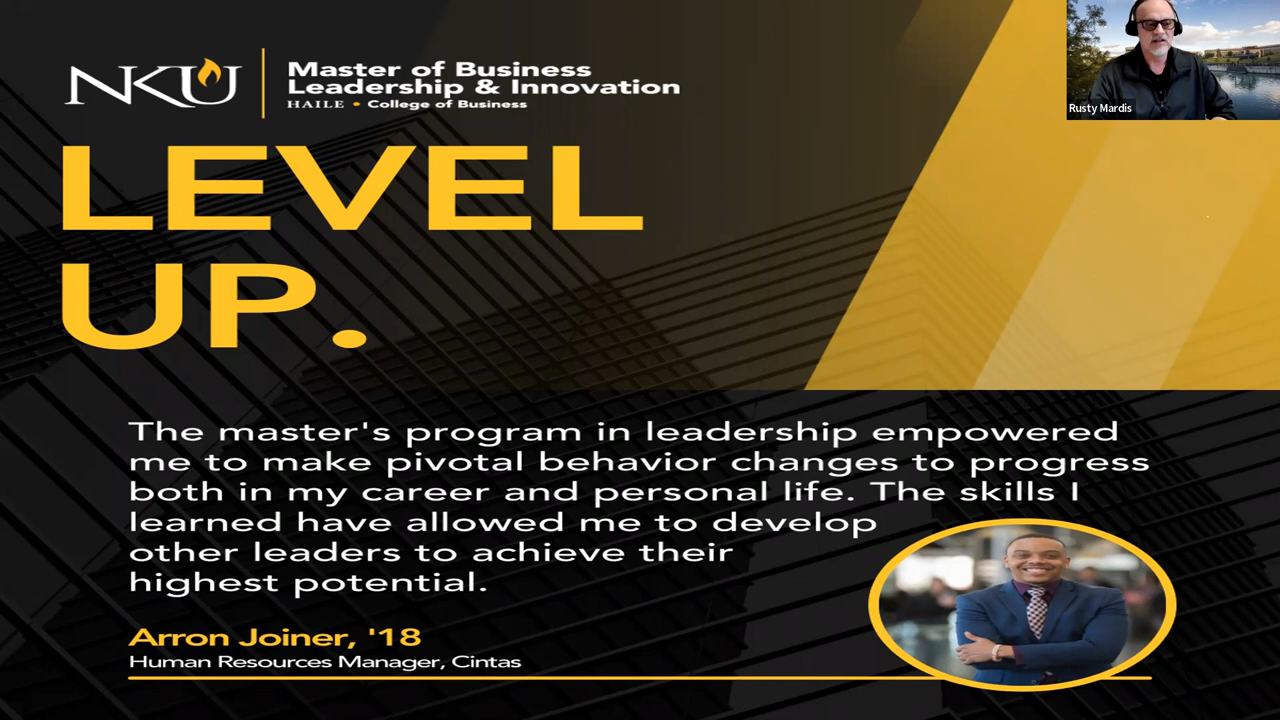 NKU
Master of Business
Leadership & Innovation
HAILE • College of Business
Rusty Mardis
LEVEL
UP.
The master's program in leadership empowered
me to make pivotal behavior changes to progress
both in my career and personal life. The skills I
learned have allowed me to develop
other leaders to achieve their
highest potential.
Arron Joiner, '18
Human Resources Manager, Cintas